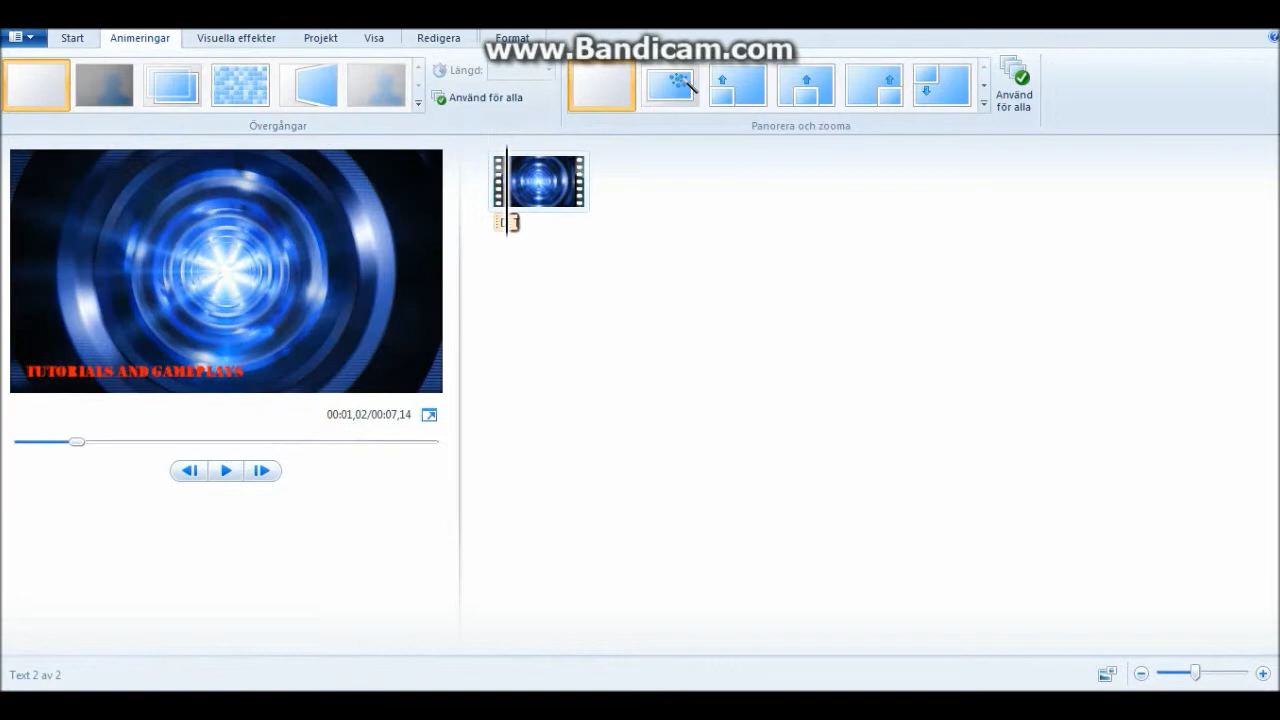 www.Bandicam.com
Start Animeringar Visuella effekter Projekt Visa Redigera Format
Längd:
Använd för alla
Övergångar
Panorera och zooma
Använd
för alla
TUTORIALS AND GAMEPLAYS
00:01,02/00:07,14
Text 2 av 2